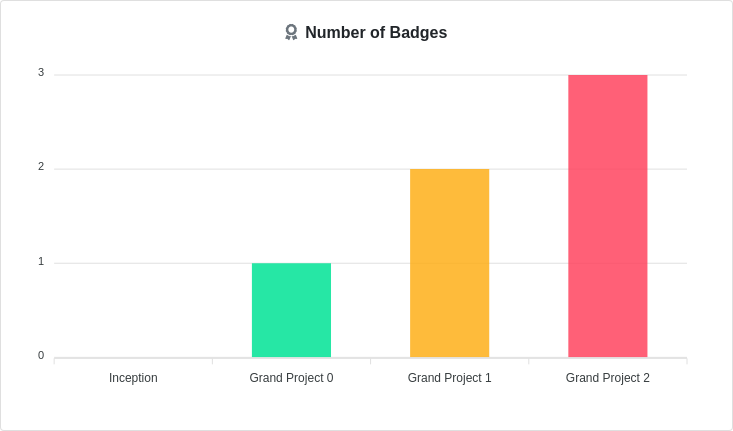 Number of Badges
3
2
1
0
Inception Grand Project 0 Grand Project 1 Grand Project 2